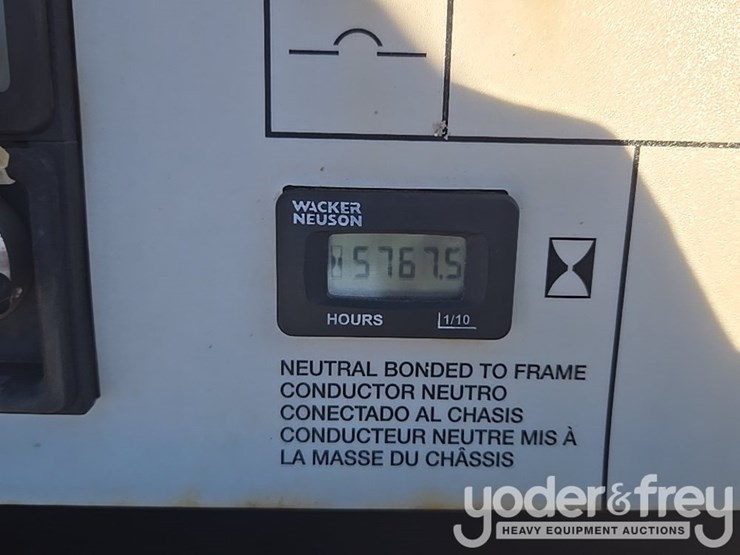 WACKER
NEUSON
5767.5
HOURS 1/10
NEUTRAL BONDED TO FRAME
CONDUCTOR NEUTRO
CONECTADO AL CHASIS
CONDUCTEUR NEUTRE MIS À
LA MASSE DU CHÂSSIS
yoder&frey
HEAVY EQUIPMENT AUCTIONS